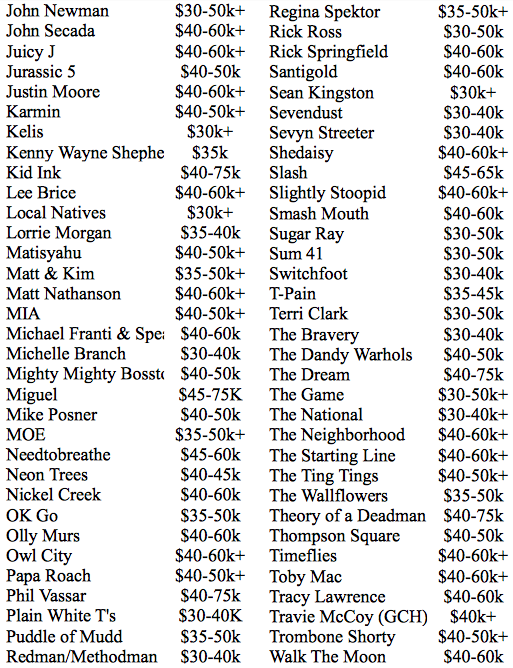 John Newman $30-50k+ Regina Spektor $35-50k+
John Secada $40-60k+ Rick Ross $30-50k
Juicy J $40-60k+ Rick Springfield $40-60k
Jurassic 5 $40-50k Santigold $40-60k
Justin Moore $40-60k+ Sean Kingston $30k+
Karmin $40-50k+ Sevendust $30-40k
Kelis $30k+ Sevyn Streeter $30-40k
Kenny Wayne Shephe $35k Shedaisy $40-60k+
Kid Ink $40-75k Slash $45-65k
Lee Brice $40-60k+ Slightly Stoopid $40-60k+
Local Natives $30k+ Smash Mouth $40-60k
Lorrie Morgan $35-40k Sugar Ray $30-50k
Matisyahu $40-50k+ Sum 41 $30-50k
Matt & Kim $35-50k+ Switchfoot $30-40k
Matt Nathanson $40-60k+ T-Pain $35-45k
MIA $40-50k+ Terri Clark $30-50k
Michael Franti & Spea $40-60k The Bravery $30-40k
Michelle Branch $30-40k The Dandy Warhols $40-50k
Mighty Mighty Bossto $40-50k The Dream $40-75k
Miguel $45-75K The Game $30-50k+
Mike Posner $40-50k The National $30-40k+
MOE $35-50k+ The Neighborhood $40-60k+
Needtobreathe $45-60k The Starting Line $40-60k+
Neon Trees $40-45k The Ting Tings $40-50k+
Nickel Creek $40-60k The Wallflowers $35-50k
OK Go $35-50k Theory of a Deadman $40-75k
Olly Murs $40-60k Thompson Square $40-50k
Owl City $40-60k+ Timeflies $40-60k+
Papa Roach $40-50k+ Toby Mac $40-60k+
Phil Vassar $40-75k Tracy Lawrence $40-60k
Plain White T's $30-40K Travie McCoy (GCH) $40k+
Puddle of Mudd $35-50k Trombone Shorty $40-50k+
Redman/Methodman $30-40k Walk The Moon $40-60k